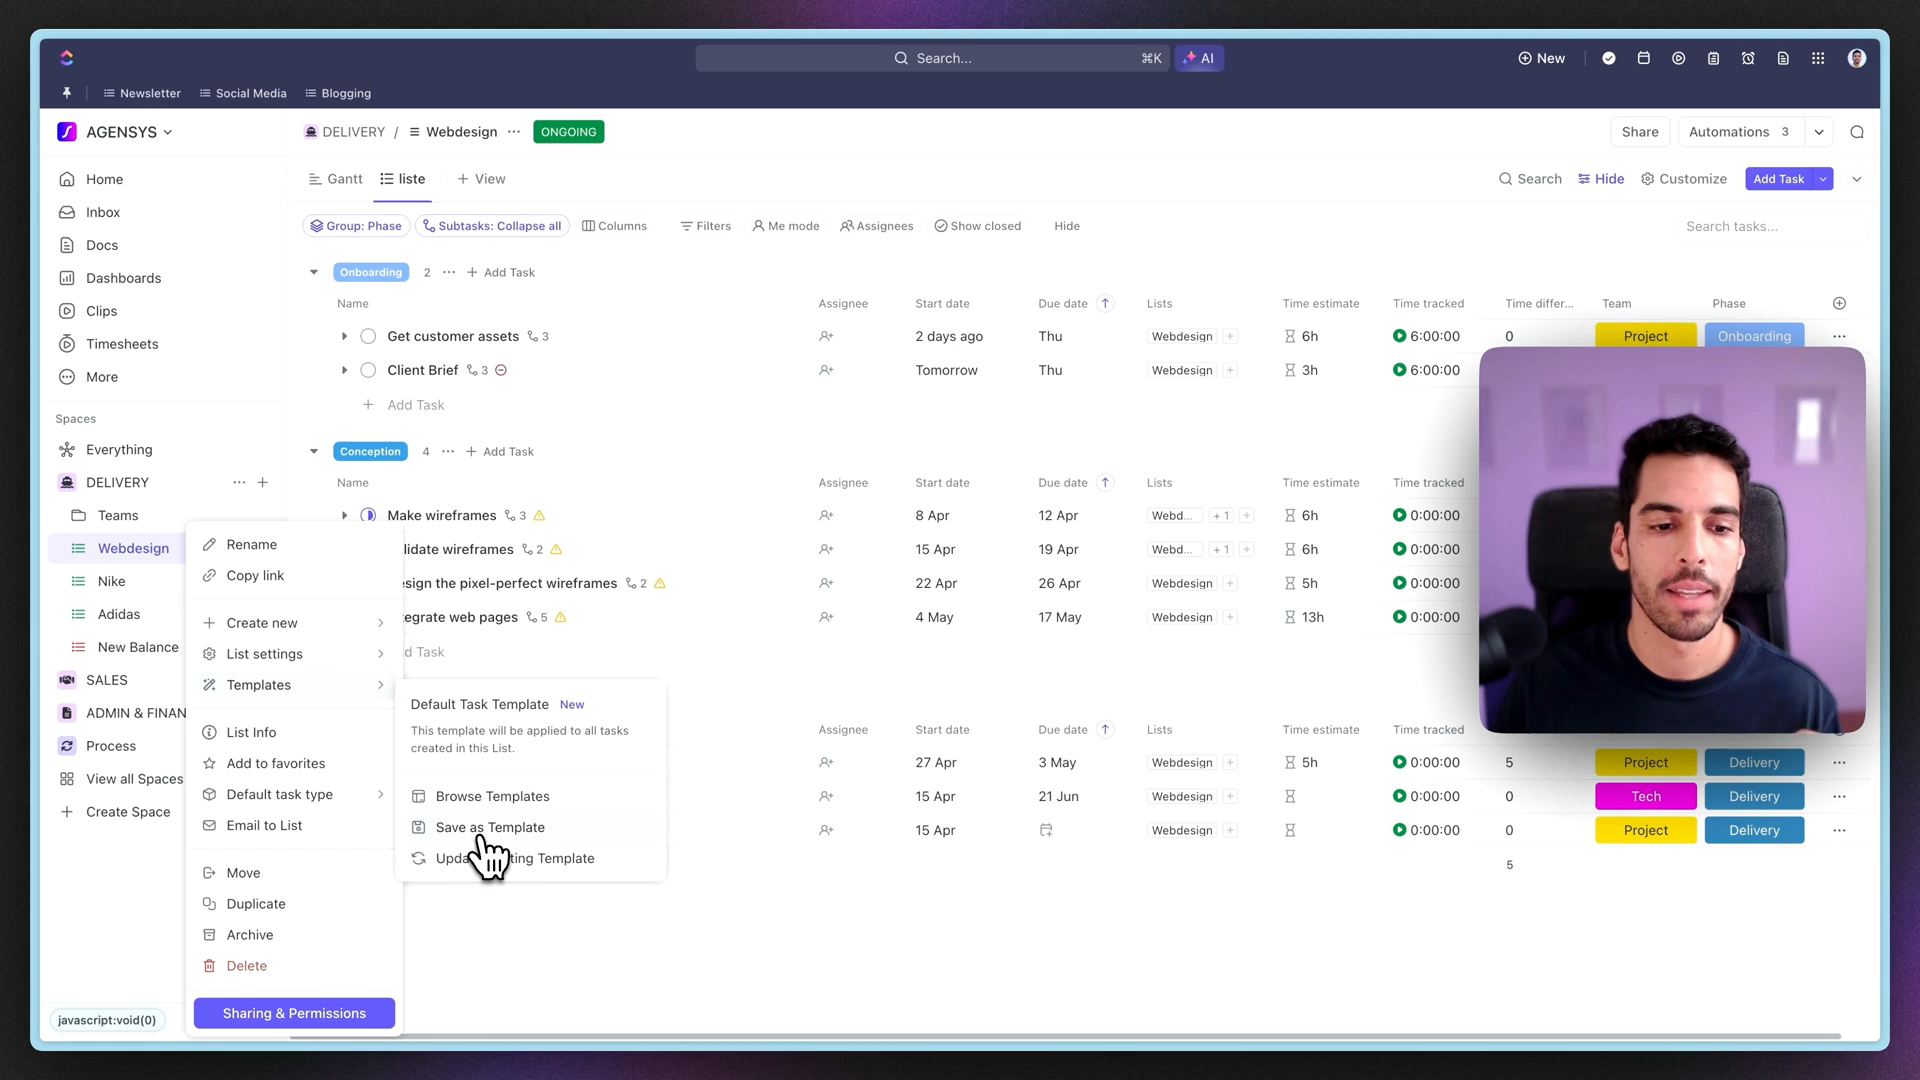 Search...
⌘K
AI
New
Newsletter
Social Media
Blogging
AGENSYS
DELIVERY / Webdesign ... ONGOING
Share
Automations 3
Home
Inbox
Docs
Dashboards
Clips
Timesheets
More
Spaces
Everything
DELIVERY
Teams
Webdesign
Nike
Adidas
New Balance
SALES
ADMIN & FINAN
Process
View all Spaces
Create Space
javascript:void(0)
Gantt
liste
+ View
Search
Hide
Customize
Add Task
Group: Phase
Subtasks: Collapse all
Columns
Filters
Me mode
Assignees
Show closed
Hide
Search tasks...
Onboarding 2 ... + Add Task
Name Assignee Start date Due date Lists Time estimate Time tracked Time differ... Team Phase
Get customer assets 3 2 days ago Thu Webdesign + 6h 6:00:00 0 Project Onboarding ...
Client Brief 3 Tomorrow Thu Webdesign + 3h 6:00:00
+ Add Task
Conception 4 ... + Add Task
Name Assignee Start date Due date Lists Time estimate Time tracked
Make wireframes 3 8 Apr 12 Apr Webd... + 1 + 6h 0:00:00
lidate wireframes 2 15 Apr 19 Apr Webd... + 1 + 6h 0:00:00
sign the pixel-perfect wireframes 2 22 Apr 26 Apr Webdesign + 5h 0:00:00
tegrate web pages 5 4 May 17 May Webdesign + 13h 0:00:00
d Task
Assignee Start date Due date Lists Time estimate Time tracked
27 Apr 3 May Webdesign + 5h 0:00:00 5 Project Delivery ...
15 Apr 21 Jun Webdesign + 0:00:00 0 Tech Delivery ...
15 Apr Webdesign + 0:00:00 0 Project Delivery ...
5
Rename
Copy link
Create new
List settings
Templates
List Info
Add to favorites
Default task type
Email to List
Move
Duplicate
Archive
Delete
Sharing & Permissions
Default Task Template New
This template will be applied to all tasks
created in this List.
Browse Templates
Save as Template
Upda ting Template